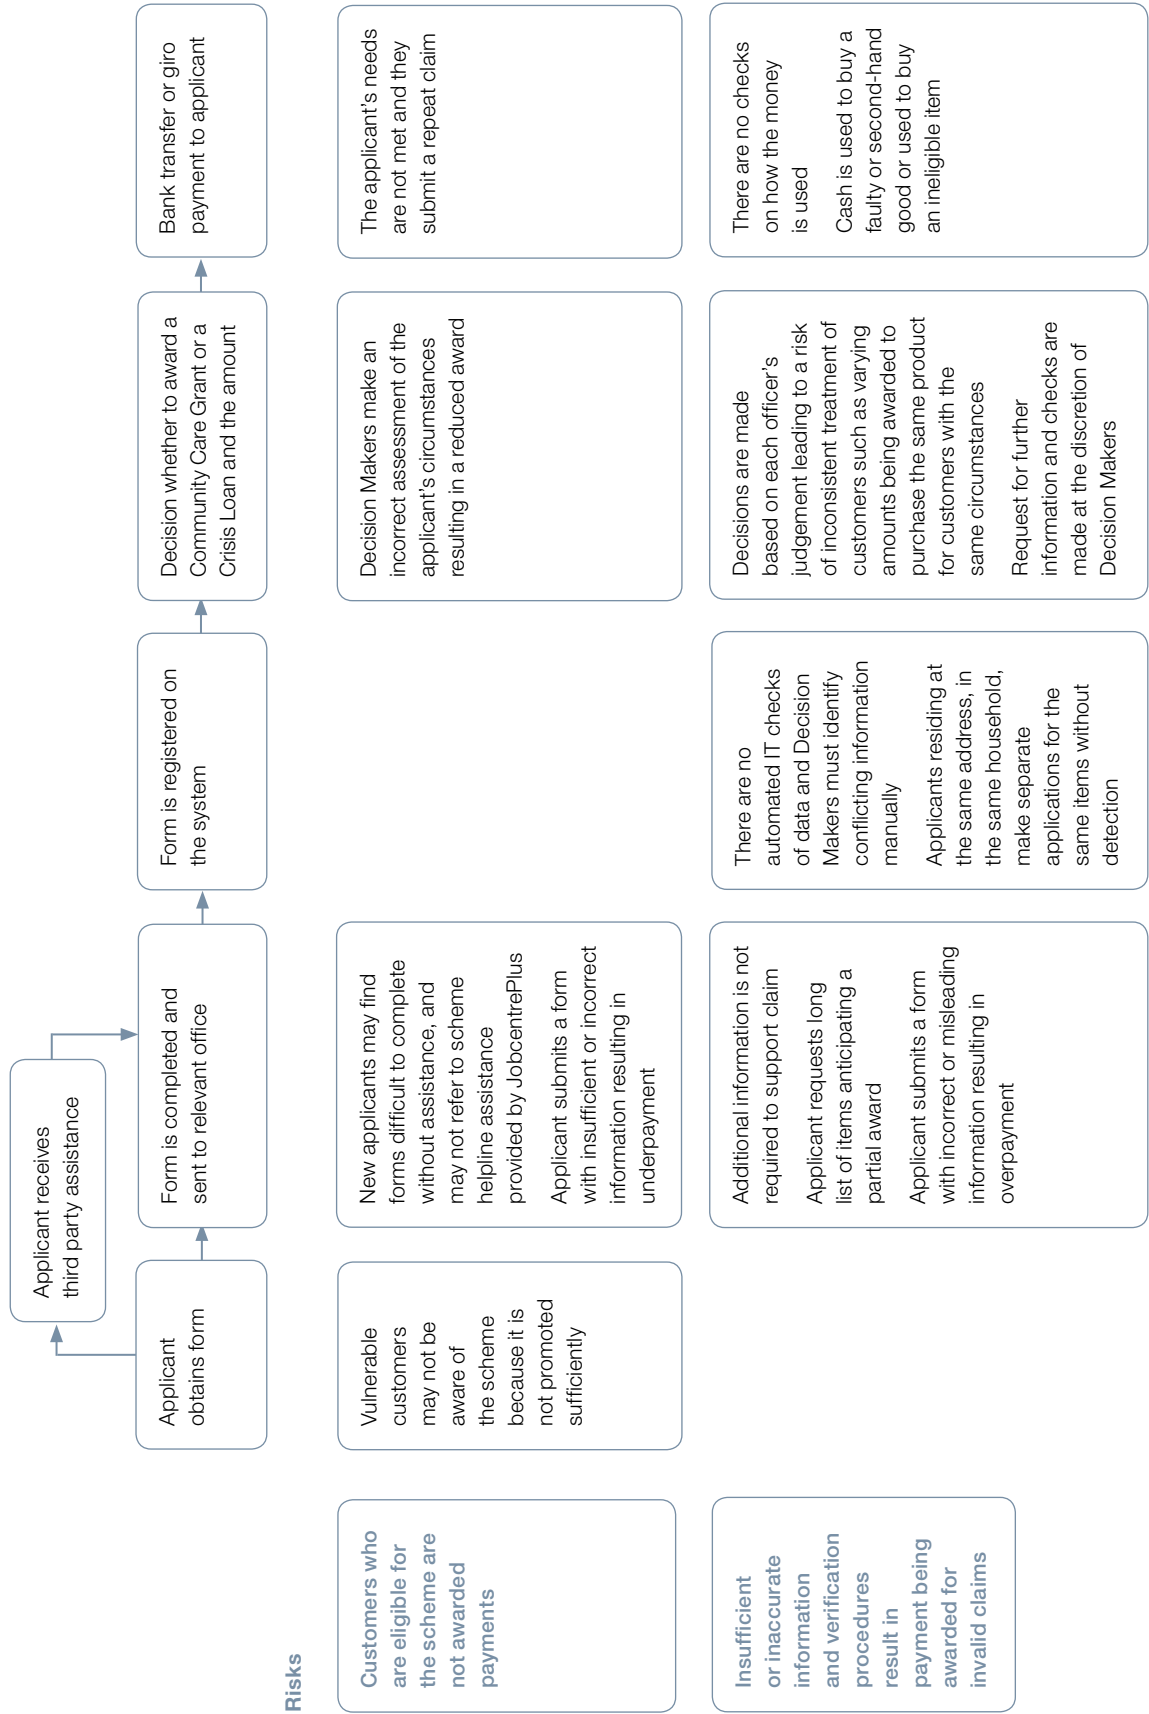 Applicant receives
third party assistance
Applicant
obtains form
Form is completed and
sent to relevant office
Form is registered on
the system
Decision whether to award a
Community Care Grant or a
Crisis Loan and the amount
Bank transfer or giro
payment to applicant
Risks
Customers who
are eligible for
the scheme are
not awarded
payments
Vulnerable
customers
may not be
aware of
the scheme
because it is
not promoted
sufficiently
New applicants may find
forms difficult to complete
without assistance, and
may not refer to scheme
helpline assistance
provided by JobcentrePlus
Applicant submits a form
with insufficient or incorrect
information resulting in
underpayment
Decision Makers make an
incorrect assessment of the
applicant's circumstances
resulting in a reduced award
The applicant's needs
are not met and they
submit a repeat claim
Insufficient
or inaccurate
information
and verification
procedures
result in
payment being
awarded for
invalid claims
Additional information is not
required to support claim
Applicant requests long
list of items anticipating a
partial award
Applicant submits a form
with incorrect or misleading
information resulting in
overpayment
There are no
automated IT checks
of data and Decision
Makers must identify
conflicting information
manually
Applicants residing at
the same address, in
the same household,
make separate
applications for the
same items without
detection
Decisions are made
based on each officer's
judgement leading to a risk
of inconsistent treatment of
customers such as varying
amounts being awarded to
purchase the same product
for customers with the
same circumstances
Request for further
information and checks are
made at the discretion of
Decision Makers
There are no checks
on how the money
is used
Cash is used to buy a
faulty or second-hand
good or used to buy
an ineligible item